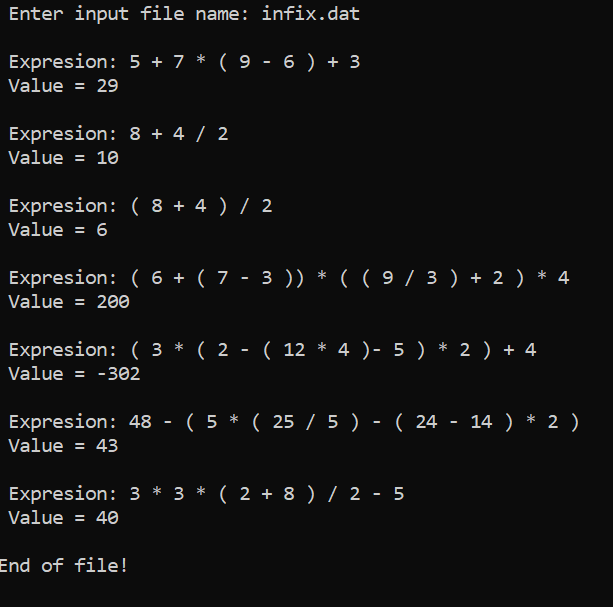 Enter input file name: infix.dat
Expresion: 5 + 7 * ( 9 - 6 ) + 3
Value = 29
Expresion: 8 + 4 / 2
Value = 10
Expresion: ( 8 + 4 ) / 2
Value = 6
Expresion: ( 6 + ( 7 - 3 )) * ( ( 9 / 3 ) + 2 ) * 4
Value = 200
Expresion: ( 3 * ( 2 - ( 12 * 4 )- 5 ) * 2 ) + 4
Value = -302
Expresion: 48 - ( 5 * ( 25 / 5 ) - ( 24 - 14 ) * 2 )
Value = 43
Expresion: 3 * 3 * ( 2 + 8 ) / 2 - 5
Value = 40
End of file!